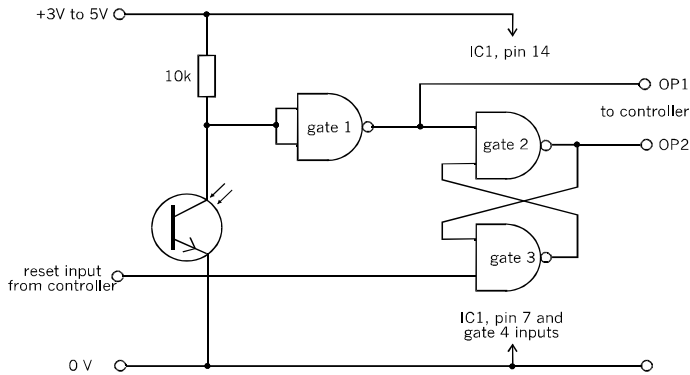 +3V to 5V
IC1, pin 14
10k
OP1
gate 1
to controller
gate 2
OP2
gate 3
reset input
from controller
IC1, pin 7 and
gate 4 inputs
0 V